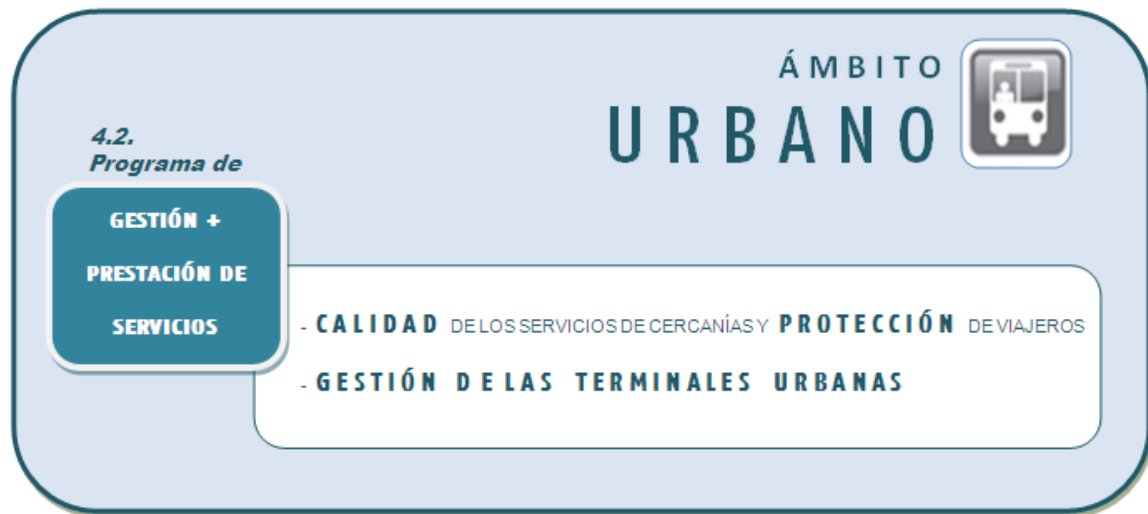 ÁMBITO
URBANO
4.2.
Programa de
GESTIÓN +
PRESTACIÓN DE
SERVICIOS
- CALIDAD DE LOS SERVICIOS DE CERCANÍAS Y PROTECCIÓN DE VIAJEROS
- GESTIÓN DE LAS TERMINALES URBANAS